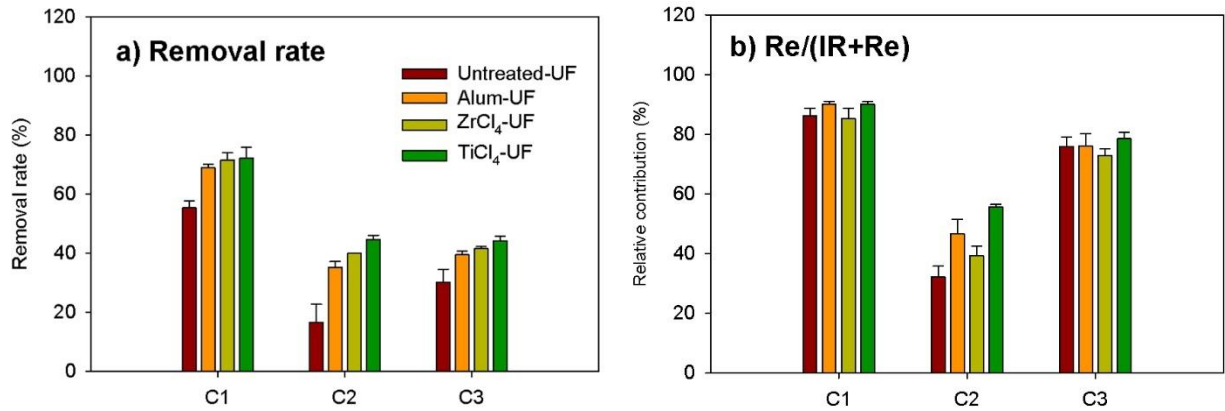 a) Removal rate
Untreated-UF
Alum-UF
ZrCl₄-UF
TiCl₄-UF
Removal rate (%)
120
100
80
60
40
20
0
C1 C2 C3
b) Re/(IR+Re)
Relative contribution (%)
120
100
80
60
40
20
0
C1 C2 C3